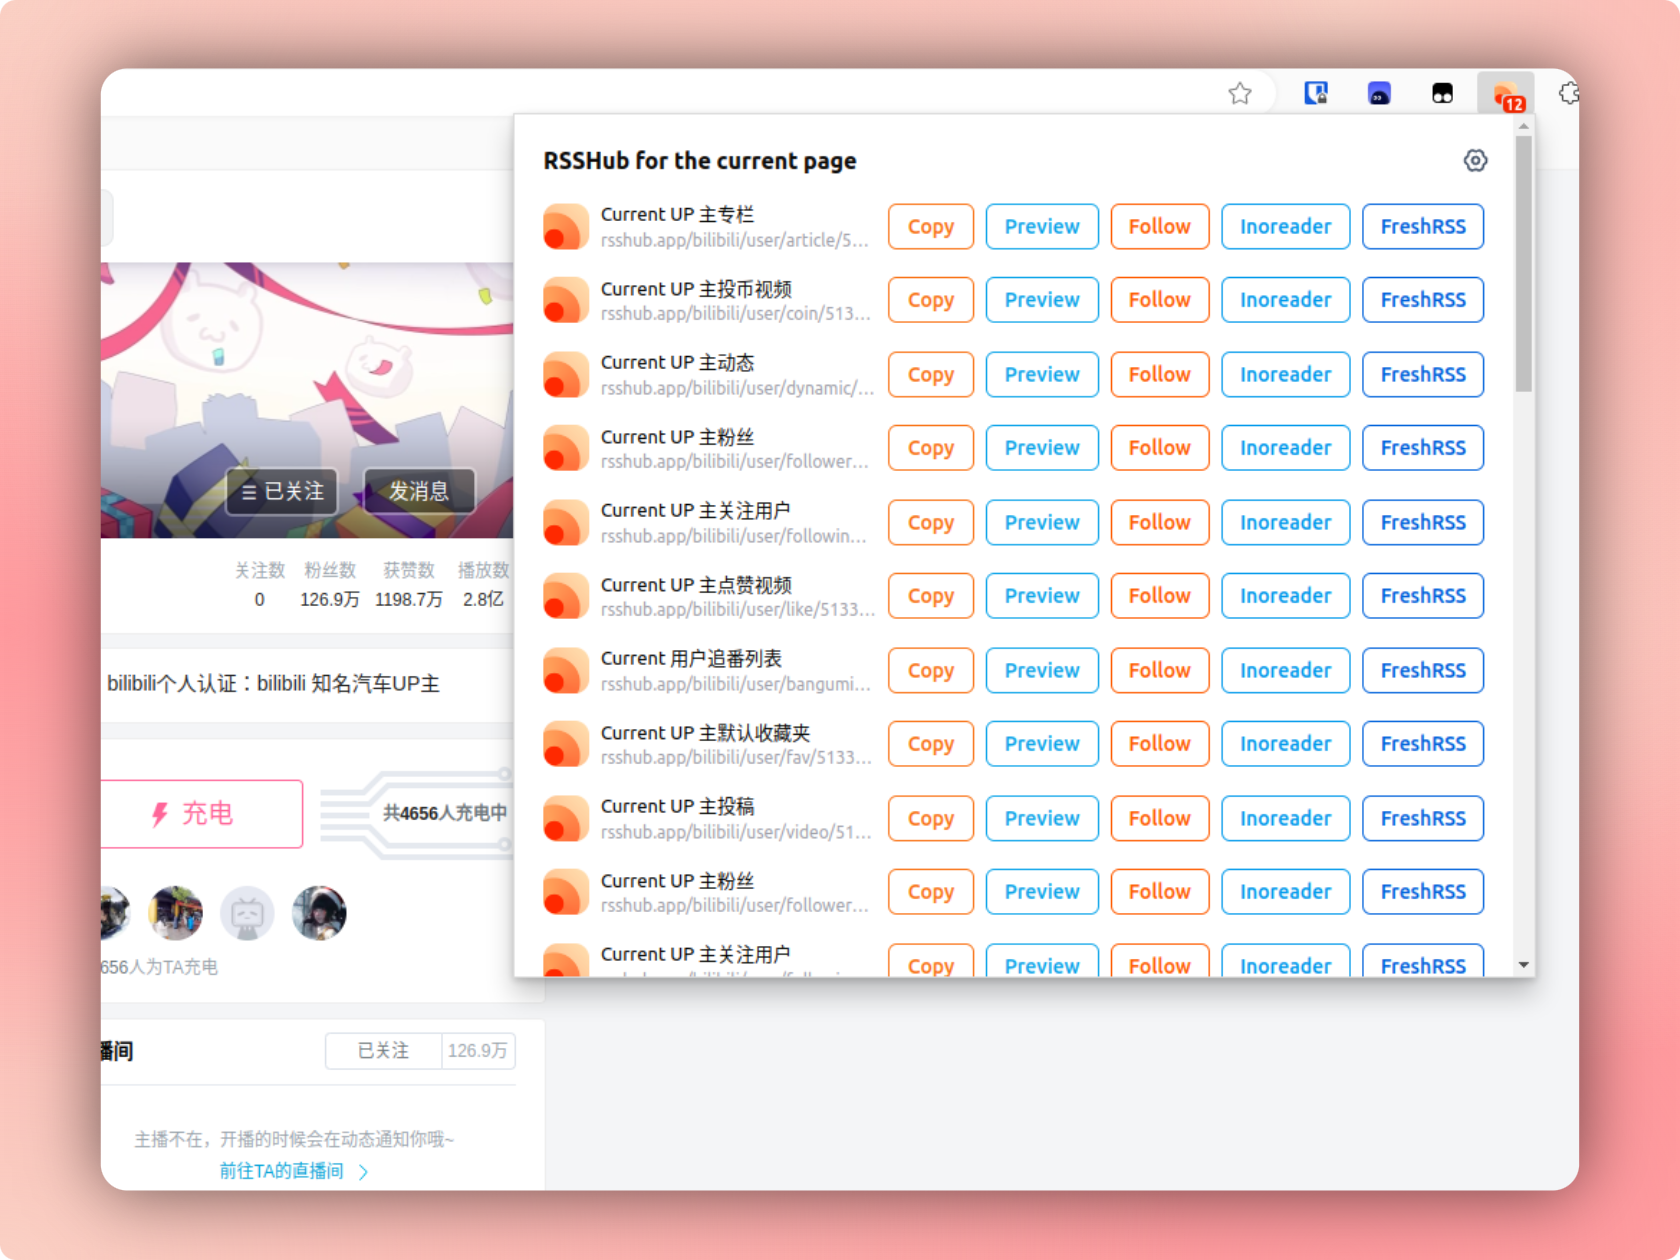 12
RSSHub for the current page
Current UP 主专栏
rsshub.app/bilibili/user/article/5...
Copy Preview Follow Inoreader FreshRSS
Current UP 主投币视频
rsshub.app/bilibili/user/coin/513...
Copy Preview Follow Inoreader FreshRSS
Current UP 主动态
rsshub.app/bilibili/user/dynamic/...
Copy Preview Follow Inoreader FreshRSS
Current UP 主粉丝
rsshub.app/bilibili/user/follower...
Copy Preview Follow Inoreader FreshRSS
Current UP 主关注用户
rsshub.app/bilibili/user/followin...
Copy Preview Follow Inoreader FreshRSS
Current UP 主点赞视频
rsshub.app/bilibili/user/like/5133...
Copy Preview Follow Inoreader FreshRSS
Current 用户追番列表
rsshub.app/bilibili/user/bangumi...
Copy Preview Follow Inoreader FreshRSS
Current UP 主默认收藏夹
rsshub.app/bilibili/user/fav/5133...
Copy Preview Follow Inoreader FreshRSS
Current UP 主投稿
rsshub.app/bilibili/user/video/51...
Copy Preview Follow Inoreader FreshRSS
Current UP 主粉丝
rsshub.app/bilibili/user/follower...
Copy Preview Follow Inoreader FreshRSS
Current UP 主关注用户
Copy Preview Follow Inoreader FreshRSS
已关注 发消息
关注数 粉丝数 获赞数 播放数
0 126.9万 1198.7万 2.8亿
bilibili个人认证：bilibili 知名汽车UP主
充电
共4656人充电中
656人为TA充电
播间
已关注 126.9万
主播不在，开播的时候会在动态通知你哦~
前往TA的直播间